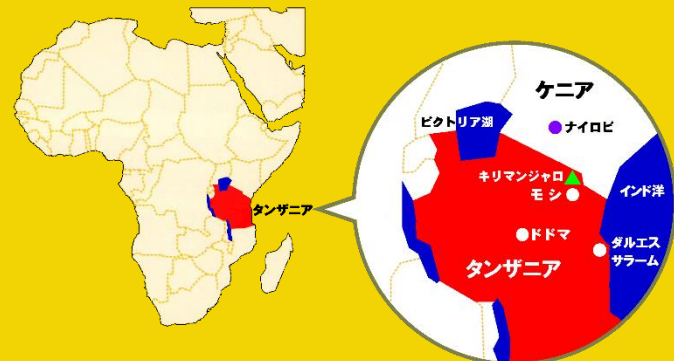 タンザニア
ケニア
ビクトリア湖
ナイロビ
キリマンジャロ
モシ
インド洋
ドドマ
ダルエス
サラーム
タンザニア